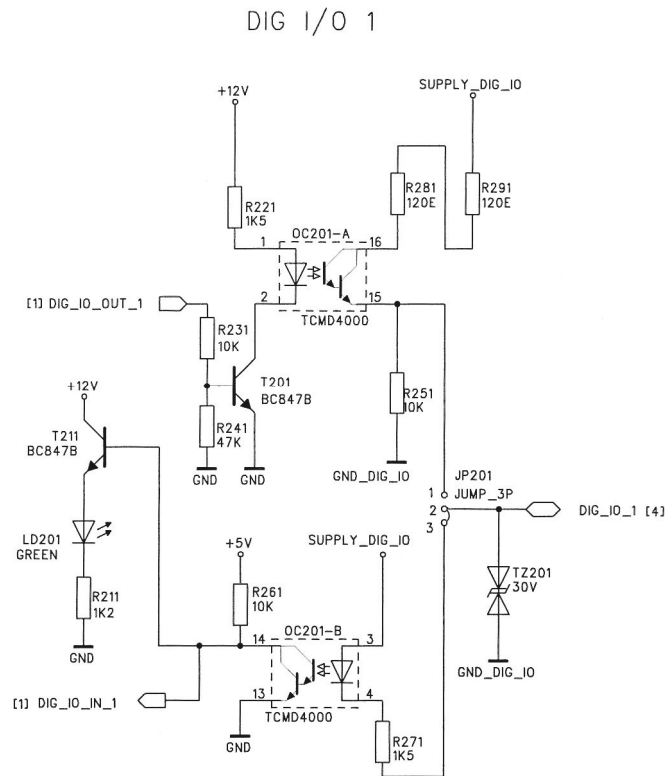 DIG I/O 1
SUPPLY_DIG_IO
+12V
R221
1K5
R281
120E
R291
120E
OC201-A
1
16
2
15
TCMD4000
[1] DIG_IO_OUT_1
R231
10K
T201
BC847B
R241
47K
GND
GND
R251
10K
GND_DIG_IO
+12V
T211
BC847B
LD201
GREEN
R211
1K2
GND
JP201
JUMP_3P
1
2
3
DIG_IO_1 [4]
TZ201
30V
GND_DIG_IO
+5V
R261
10K
SUPPLY_DIG_IO
OC201-B
14
3
13
4
TCMD4000
[1] DIG_IO_IN_1
GND
R271
1K5